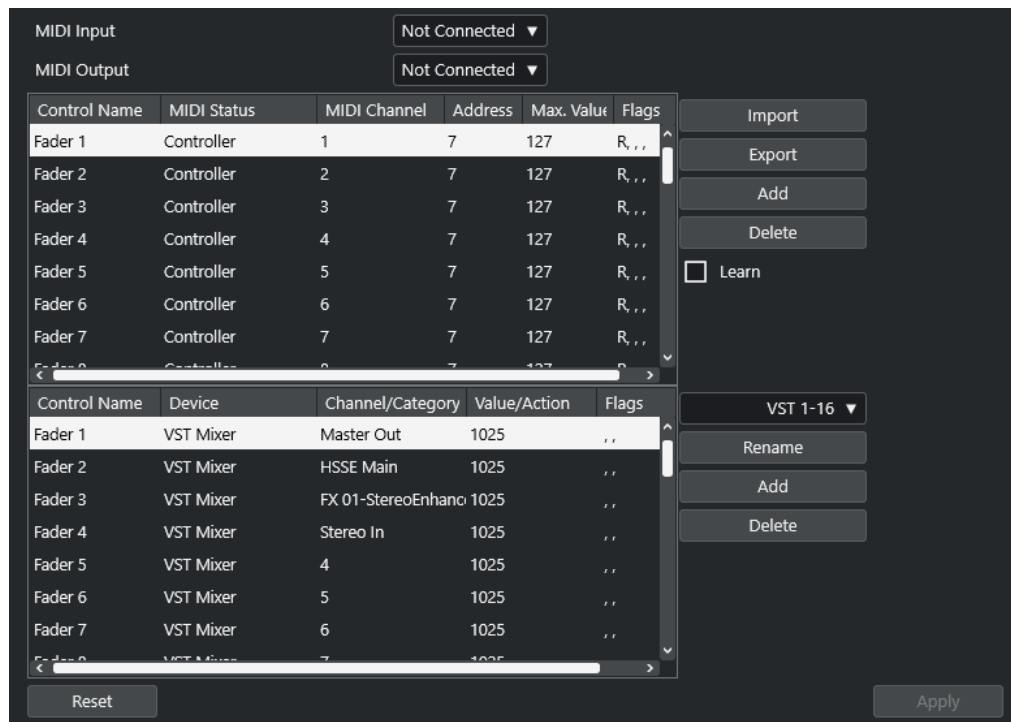 MIDI Input Not Connected
MIDI Output Not Connected
Control Name MIDI Status MIDI Channel Address Max. Value Flags
Fader 1 Controller 1 7 127 R, , ,
Fader 2 Controller 2 7 127 R, , ,
Fader 3 Controller 3 7 127 R, , ,
Fader 4 Controller 4 7 127 R, , ,
Fader 5 Controller 5 7 127 R, , ,
Fader 6 Controller 6 7 127 R, , ,
Fader 7 Controller 7 7 127 R, , ,
Import
Export
Add
Delete
Learn
Control Name Device Channel/Category Value/Action Flags
Fader 1 VST Mixer Master Out 1025 , ,
Fader 2 VST Mixer HSSE Main 1025 , ,
Fader 3 VST Mixer FX 01-StereoEnhanc 1025 , ,
Fader 4 VST Mixer Stereo In 1025 , ,
Fader 5 VST Mixer 4 1025 , ,
Fader 6 VST Mixer 5 1025 , ,
Fader 7 VST Mixer 6 1025 , ,
VST 1-16
Rename
Add
Delete
Reset Apply